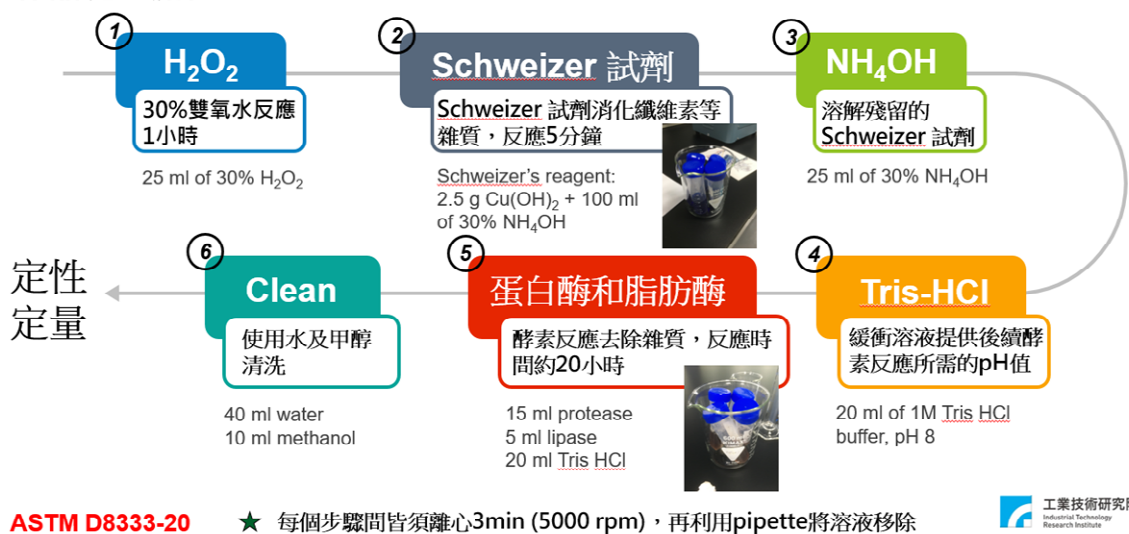 1
H₂O₂
30%雙氧水反應
1小時
25 ml of 30% H₂O₂
2
Schweizer 試劑
Schweizer 試劑消化纖維素等
雜質，反應5分鐘
Schweizer's reagent:
2.5 g Cu(OH)₂ + 100 ml
of 30% NH₄OH
3
NH₄OH
溶解殘留的
Schweizer 試劑
25 ml of 30% NH₄OH
4
Tris-HCl
緩衝溶液提供後續酵
素反應所需的pH值
20 ml of 1M Tris HCl
buffer, pH 8
5
蛋白酶和脂肪酶
酵素反應去除雜質，反應時
間約20小時
15 ml protease
5 ml lipase
20 ml Tris HCl
6
Clean
使用水及甲醇
清洗
40 ml water
10 ml methanol
定性
定量
ASTM D8333-20
★ 每個步驟間皆須離心3min (5000 rpm)，再利用pipette將溶液移除
工業技術研究院
Industrial Technology
Research Institute